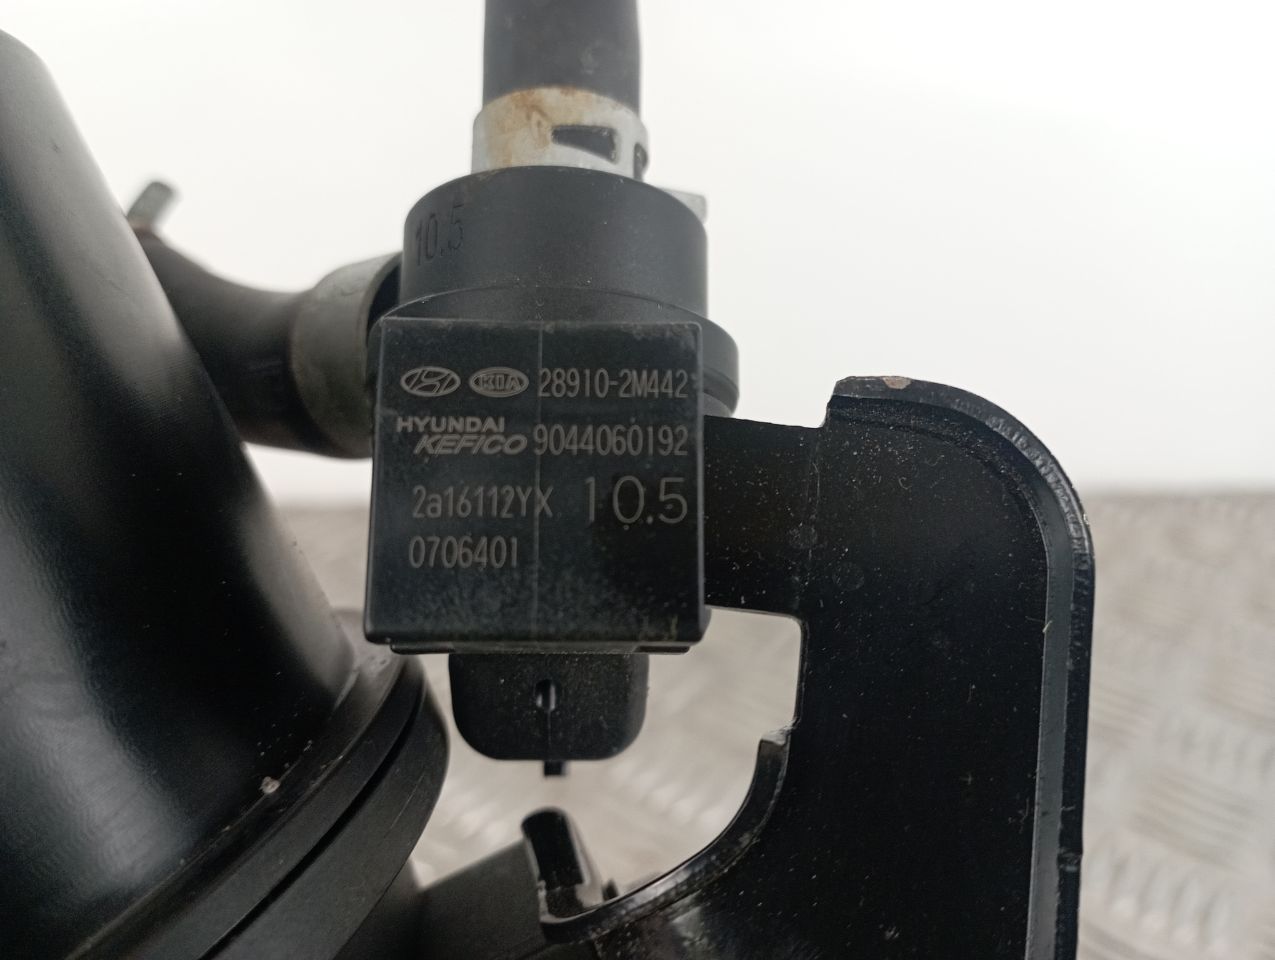 10.5
KIA 28910-2M442
HYUNDAI
KEFICO 9044060192
2a16112YX 10.5
0706401